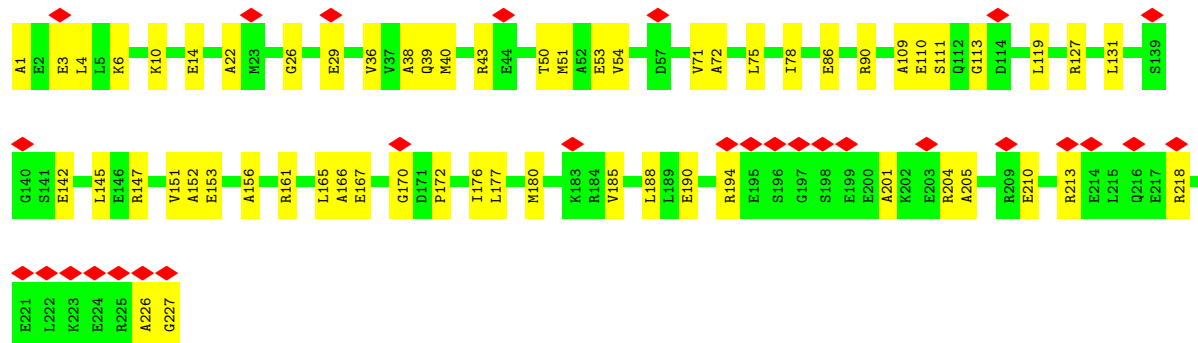 A1 E2 E3 L4 L5 K6 K10 E14 A22 M23 G26 E29 V36 V37 A38 Q39 M40 R43 E44 T50 M51 A52 E53 V54 D57 V71 A72 L75 I78 E86 R90 A109 E110 S111 Q112 G113 D114 L119 R127 L131 S139
G140 S141 E142 L145 E146 R147 V151 A152 E153 A156 R161 L165 A166 E167 G170 D171 P172 I176 L177 M180 K183 R184 V185 L188 L189 E190 R194 E195 S196 G197 S198 E199 E200 A201 K202 E203 R204 A205 R209 E210 R213 E214 L215 Q216 E217 R218
E221 L222 K223 E224 R225 A226 G227